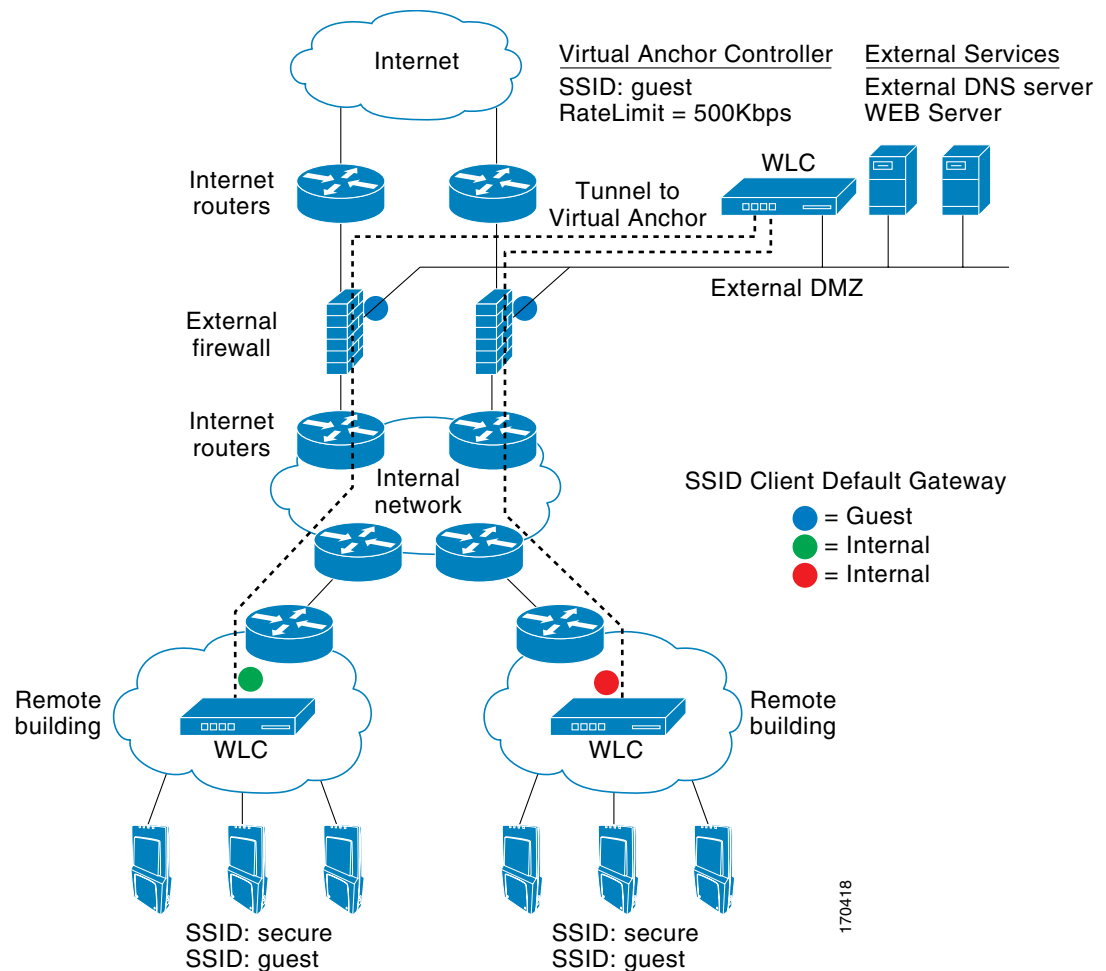 Internet
Virtual Anchor Controller
SSID: guest
RateLimit = 500Kbps
External Services
External DNS server
WEB Server
WLC
Internet
routers
Tunnel to
Virtual Anchor
External DMZ
External
firewall
Internet
routers
Internal
network
SSID Client Default Gateway
= Guest
= Internal
= Internal
Remote
building
WLC
WLC
Remote
building
SSID: secure
SSID: guest
SSID: secure
SSID: guest
170418